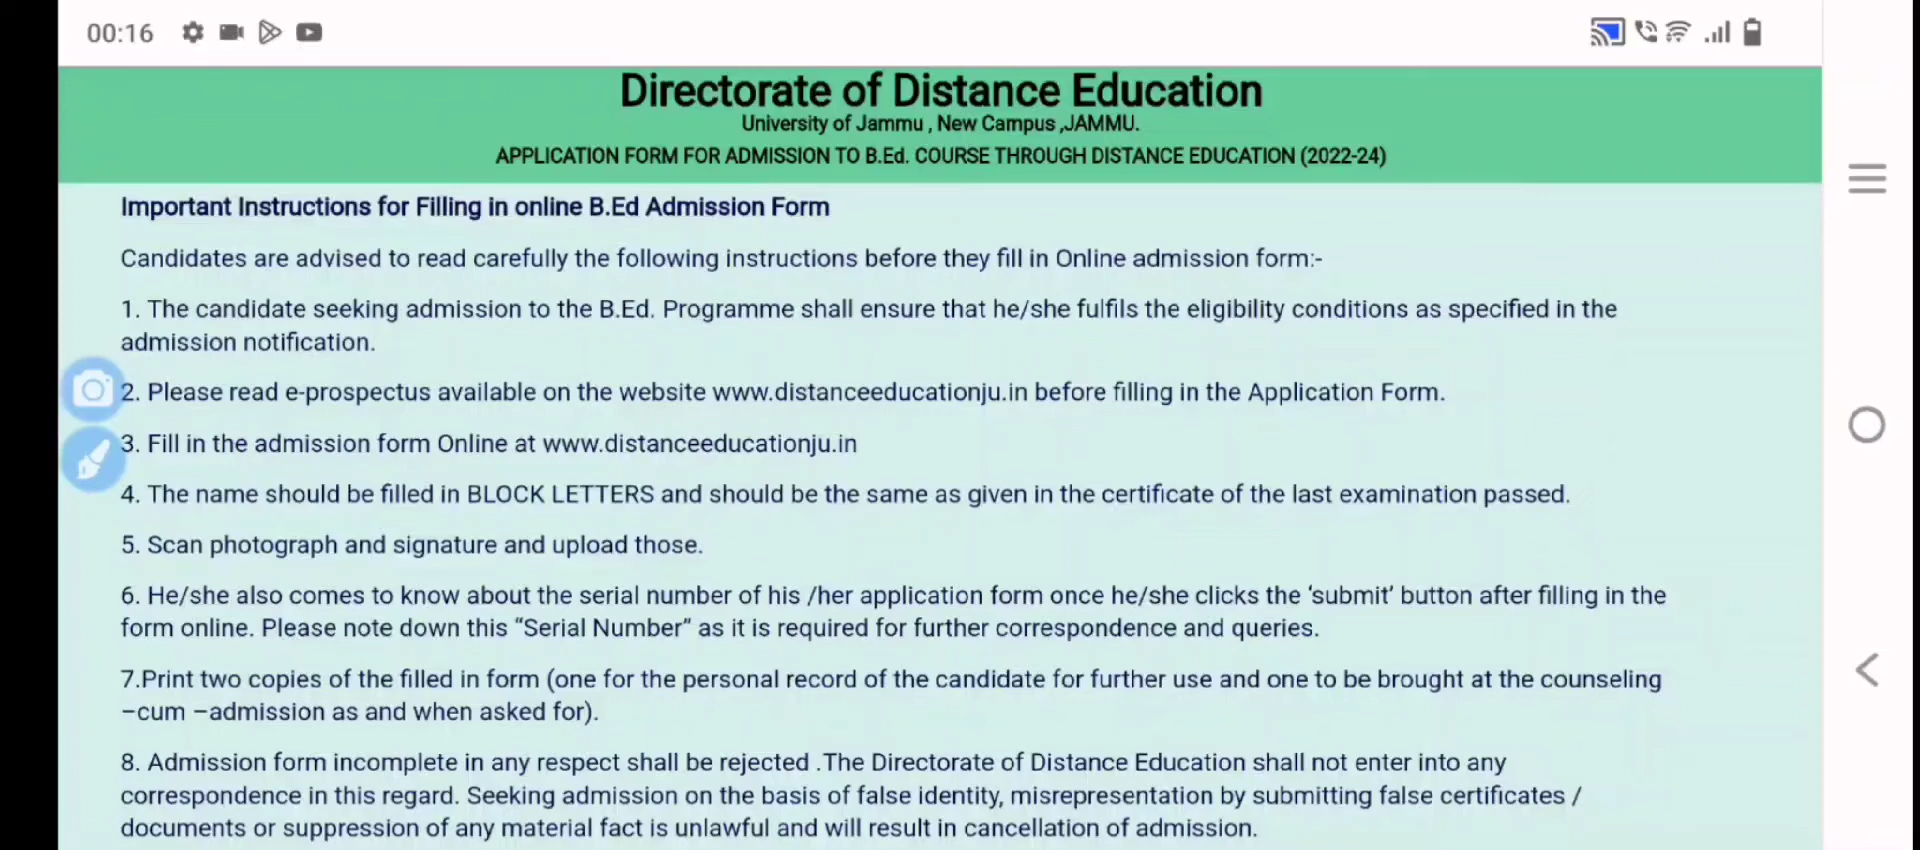 00:16
Directorate of Distance Education
University of Jammu , New Campus ,JAMMU.
APPLICATION FORM FOR ADMISSION TO B.Ed. COURSE THROUGH DISTANCE EDUCATION (2022-24)
Important Instructions for Filling in online B.Ed Admission Form
Candidates are advised to read carefully the following instructions before they fill in Online admission form:-
1. The candidate seeking admission to the B.Ed. Programme shall ensure that he/she fulfils the eligibility conditions as specified in the
admission notification.
2. Please read e-prospectus available on the website www.distanceeducationju.in before filling in the Application Form.
3. Fill in the admission form Online at www.distanceeducationju.in
4. The name should be filled in BLOCK LETTERS and should be the same as given in the certificate of the last examination passed.
5. Scan photograph and signature and upload those.
6. He/she also comes to know about the serial number of his /her application form once he/she clicks the ‘submit’ button after filling in the
form online. Please note down this “Serial Number” as it is required for further correspondence and queries.
7.Print two copies of the filled in form (one for the personal record of the candidate for further use and one to be brought at the counseling
–cum –admission as and when asked for).
8. Admission form incomplete in any respect shall be rejected .The Directorate of Distance Education shall not enter into any
correspondence in this regard. Seeking admission on the basis of false identity, misrepresentation by submitting false certificates /
documents or suppression of any material fact is unlawful and will result in cancellation of admission.